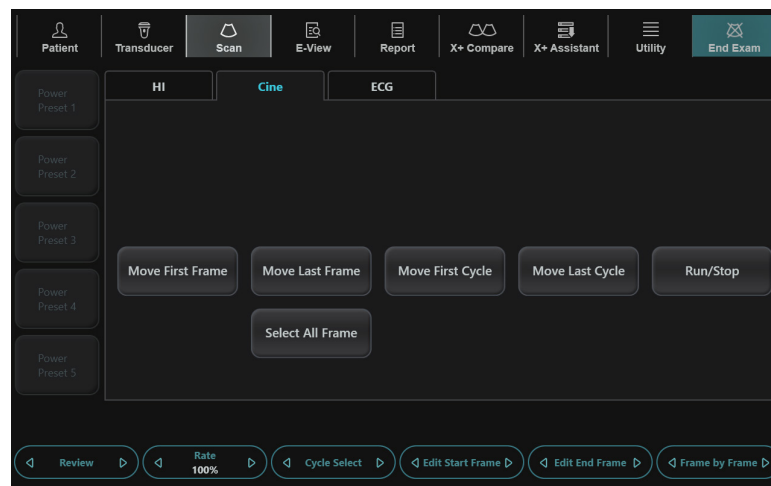 Patient
Transducer
Scan
E-View
Report
X+ Compare
X+ Assistant
Utility
End Exam
HI
Cine
ECG
Power
Preset 1
Power
Preset 2
Power
Preset 3
Power
Preset 4
Power
Preset 5
Move First Frame
Move Last Frame
Move First Cycle
Move Last Cycle
Run/Stop
Select All Frame
Review
Rate
100%
Cycle Select
Edit Start Frame
Edit End Frame
Frame by Frame